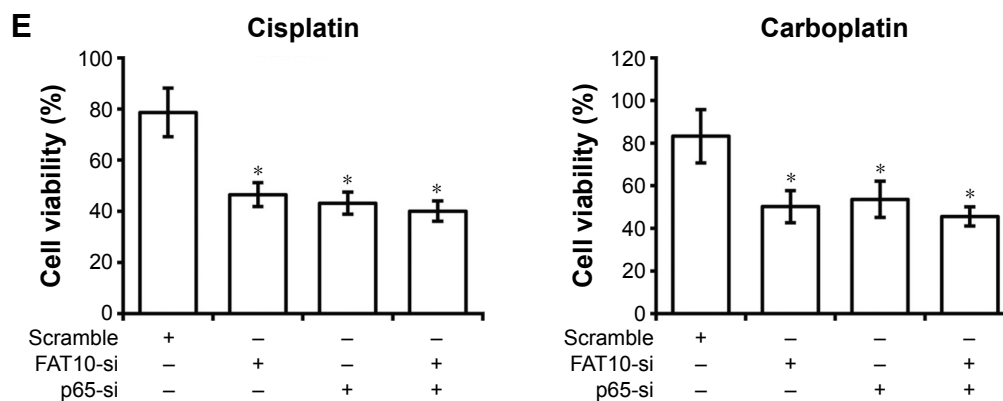 E
Cisplatin
Cell viability (%)
100
80
60
40
20
0
* * *
Scramble + – – –
FAT10-si – + – +
p65-si – – + +
Carboplatin
Cell viability (%)
120
100
80
60
40
20
0
* * *
Scramble + – – –
FAT10-si – + – +
p65-si – – + +